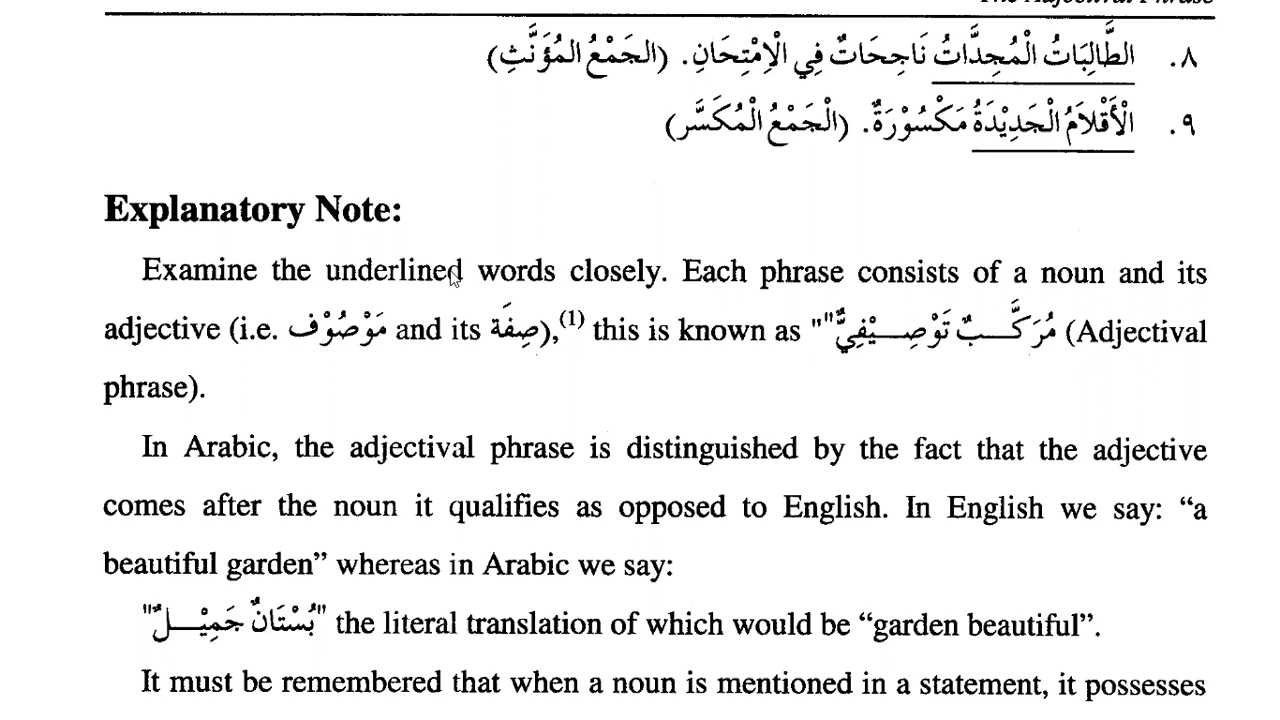 The Adjectival Phrase
٨. الطَّالِبَاتُ الْمُجِدَّاتُ نَاجِحَاتٌ فِي الْاِمْتِحَانِ. (الجَمْعُ المُؤَنَّثِ)
٩. الْأَقْلاَمُ الْجَدِيْدَةُ مَكْسُوْرَةٌ. (الْجَمْعُ الْمُكَسَّر)
Explanatory Note:
Examine the underlined words closely. Each phrase consists of a noun and its
adjective (i.e. مَوْصُوْف and its صِفَة),(1) this is known as "مُرَكَّبٌ تَوْصِيْفِيٌّ" (Adjectival
phrase).
In Arabic, the adjectival phrase is distinguished by the fact that the adjective
comes after the noun it qualifies as opposed to English. In English we say: “a
beautiful garden” whereas in Arabic we say:
"بُسْتَانٌ جَمِيْلٌ" the literal translation of which would be “garden beautiful”.
It must be remembered that when a noun is mentioned in a statement, it possesses